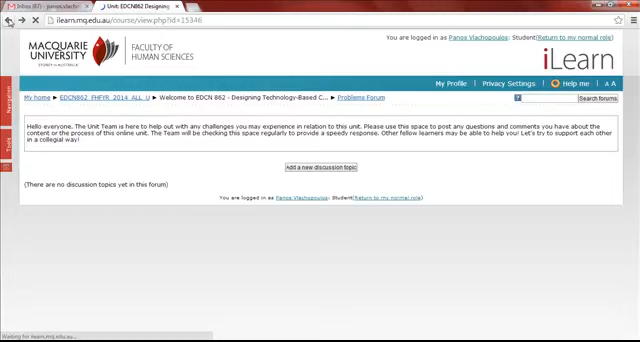 Inbox (87) - panos.vlach
Unit: EDCN862 Designing
ilearn.mq.edu.au/course/view.php?id=15346
You are logged in as Panos Vlachopoulos: Student(Return to my normal role)
MACQUARIE
UNIVERSITY
SYDNEY~AUSTRALIA
FACULTY OF
HUMAN SCIENCES
iLearn
My Profile
Privacy Settings
Help me
A A
Navigation
Tools
My home ▶ EDCN862_FHFYR_2014_ALL_U ▶ Welcome to EDCN 862 - Designing Technology-Based C... ▶ Problems Forum
?
Search forums
Hello everyone, The Unit Team is here to help out with any challenges you may experience in relation to this unit. Please use this space to post any questions and comments you have about the
content or the process of this online unit. The Team will be checking this space regularly to provide a speedy response. Other fellow learners may be able to help you! Let's try to support each other
in a collegial way!
Add a new discussion topic
(There are no discussion topics yet in this forum)
You are logged in as Panos Vlachopoulos: Student(Return to my normal role)
Waiting for ilearn.mq.edu.au...